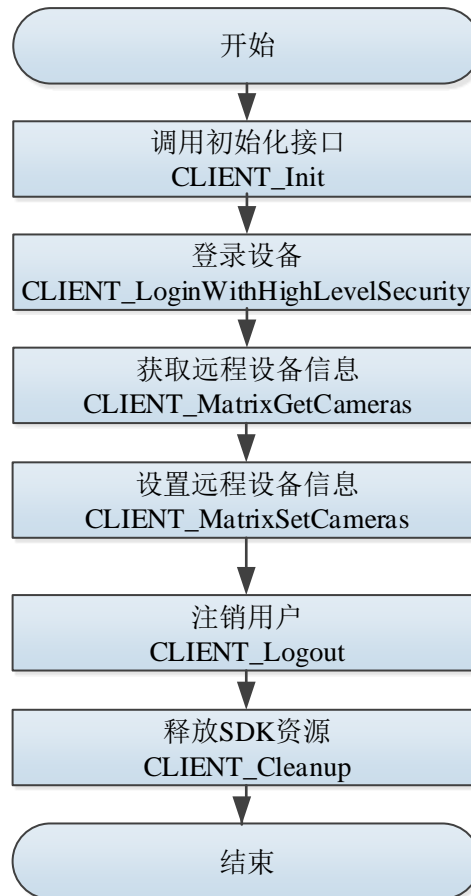 开始
调用初始化接口
CLIENT_Init
登录设备
CLIENT_LoginWithHighLevelSecurity
获取远程设备信息
CLIENT_MatrixGetCameras
设置远程设备信息
CLIENT_MatrixSetCameras
注销用户
CLIENT_Logout
释放SDK资源
CLIENT_Cleanup
结束